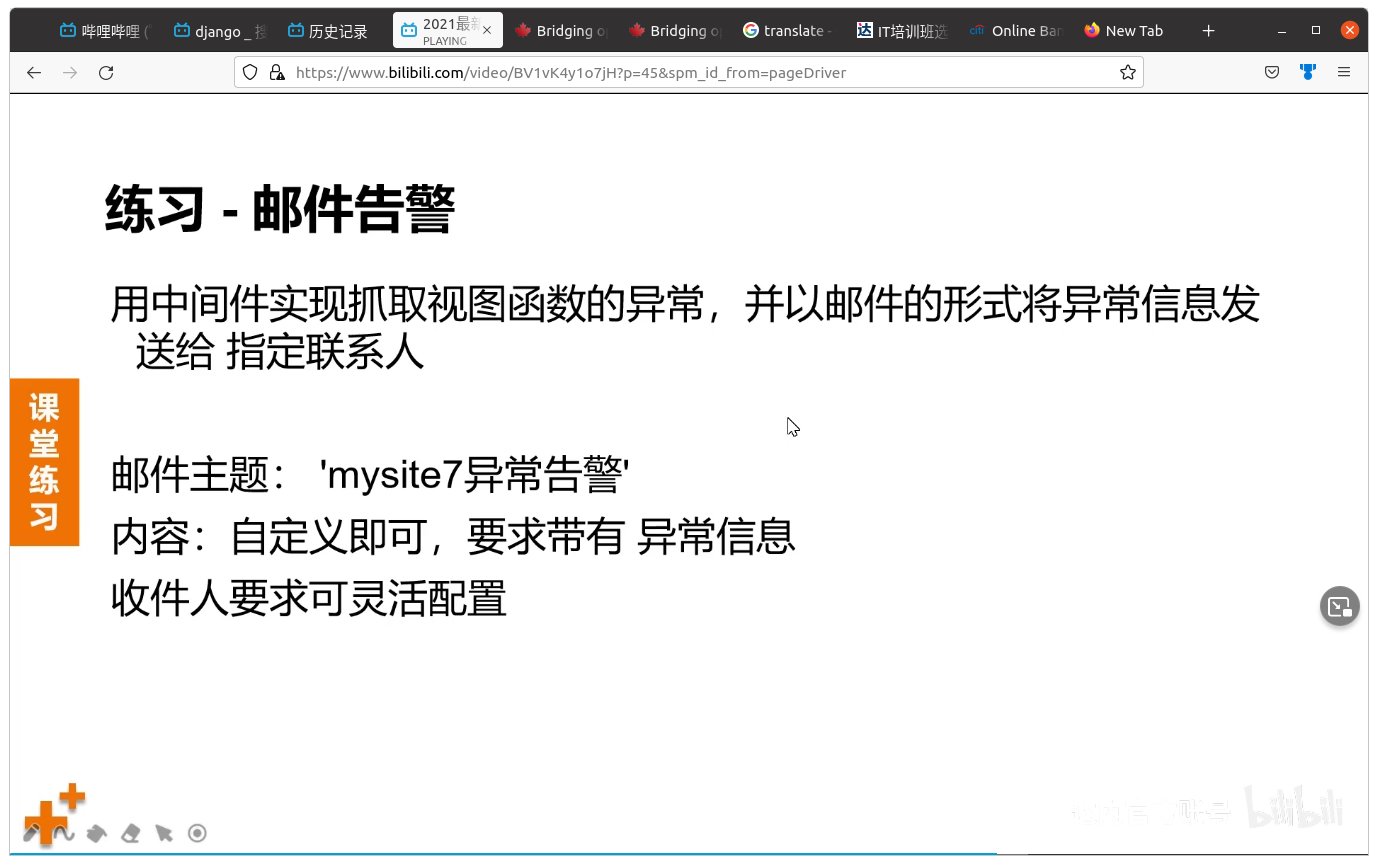 哔哩哔哩 (
django _ 搜
历史记录
2021最新
PLAYING
Bridging o
Bridging o
translate -
IT培训班选
citi
Online Ban
New Tab
https://www.bilibili.com/video/BV1vK4y1o7jH?p=45&spm_id_from=pageDriver
练习 - 邮件告警
用中间件实现抓取视图函数的异常，并以邮件的形式将异常信息发
送给 指定联系人
课
堂
练
习
邮件主题： 'mysite7异常告警'
内容：自定义即可，要求带有 异常信息
收件人要求可灵活配置
bilibili